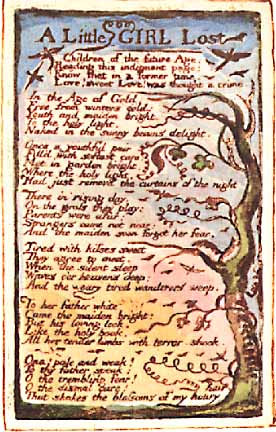 A Little GIRL Lost
Children of the future Age,
Reading this indignant page;
Know that in a former time,
Love! sweet Love! was thought a crime.
In the Age of Gold,
Free from winters cold:
Youth and maiden bright,
To the holy light,
Naked in the sunny beams delight.
Once a youthful pair
Fill'd with softest care
Met in garden bright,
Where the holy light,
Had just removd the curtains of the night.
There in rising day,
On the grass they play:
Parents were afar:
Strangers came not near:
And the maiden soon forgot her fear.
Tired with kisses sweet
They agree to meet,
When the silent sleep
Waves o'er heavens deep;
And the weary tired wanderers weep.
To her father white
Came the maiden bright:
But his loving look,
Like the holy book,
All her tender limbs with terror shook.
Ona! pale and weak!
To thy father speak:
O the trembling fear!
O the dismal care!
That shakes the blossoms of my hoary hair